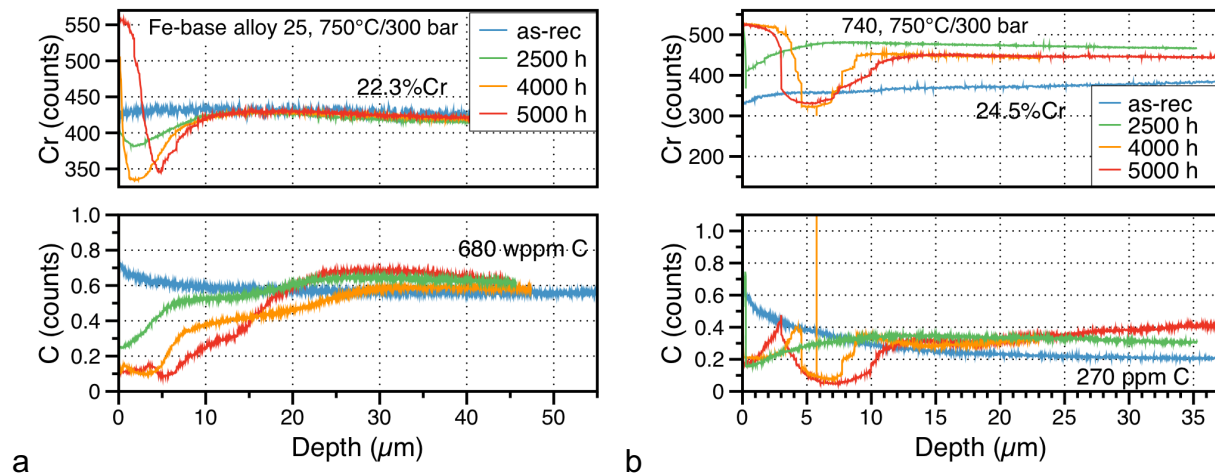 Fe-base alloy 25, 750°C/300 bar
22.3%Cr
as-rec
2500 h
4000 h
5000 h
Cr (counts)
550
500
450
400
350
680 wppm C
C (counts)
1.0
0.8
0.6
0.4
0.2
0
0 10 20 30 40 50
Depth (µm)
a
740, 750°C/300 bar
24.5%Cr
as-rec
2500 h
4000 h
5000 h
Cr (counts)
500
400
300
200
270 ppm C
C (counts)
1.0
0.8
0.6
0.4
0.2
0
0 5 10 15 20 25 30 35
Depth (µm)
b